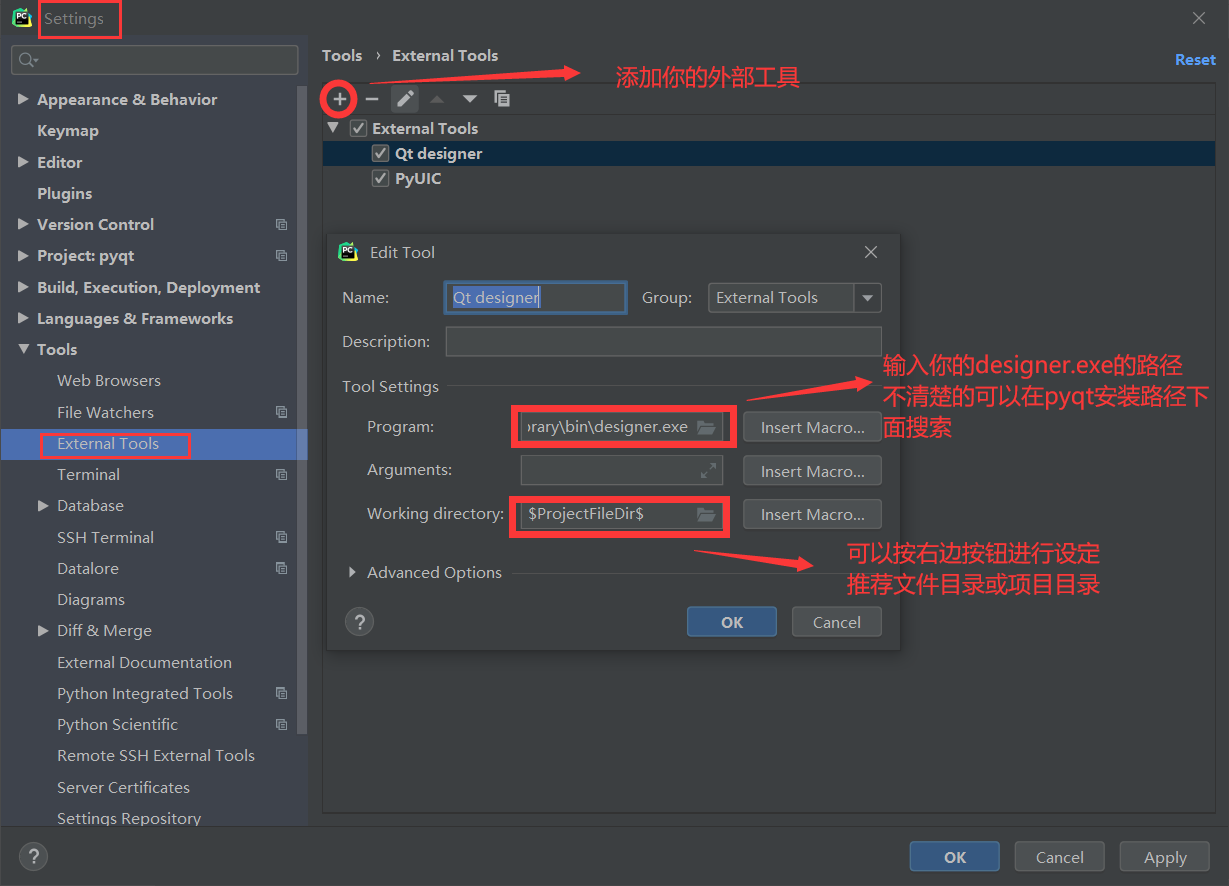 Settings
Tools › External Tools
Reset
添加你的外部工具
Appearance & Behavior
Keymap
Editor
Plugins
Version Control
Project: pyqt
Build, Execution, Deployment
Languages & Frameworks
Tools
Web Browsers
File Watchers
External Tools
Terminal
Database
SSH Terminal
Datalore
Diagrams
Diff & Merge
External Documentation
Python Integrated Tools
Python Scientific
Remote SSH External Tools
Server Certificates
Settings Repository
External Tools
Qt designer
PyUIC
Edit Tool
Name: Qt designer Group: External Tools
Description:
Tool Settings
Program: rary\bin\designer.exe Insert Macro...
Arguments: Insert Macro...
Working directory: $ProjectFileDir$ Insert Macro...
Advanced Options
? OK Cancel
输入你的designer.exe的路径
不清楚的可以在pyqt安装路径下
面搜索
可以按右边按钮进行设定
推荐文件目录或项目目录
? OK Cancel Apply